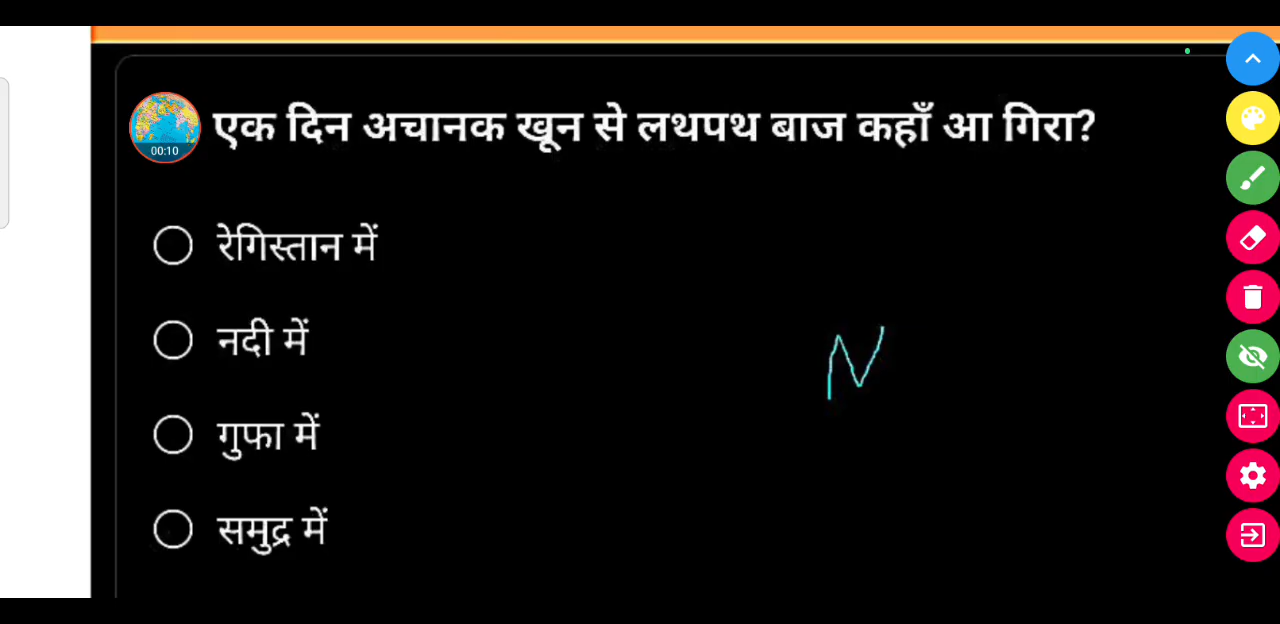 एक दिन अचानक खून से लथपथ बाज कहाँ आ गिरा?
00:10
रेगिस्तान में
नदी में
N
गुफा में
समुद्र में